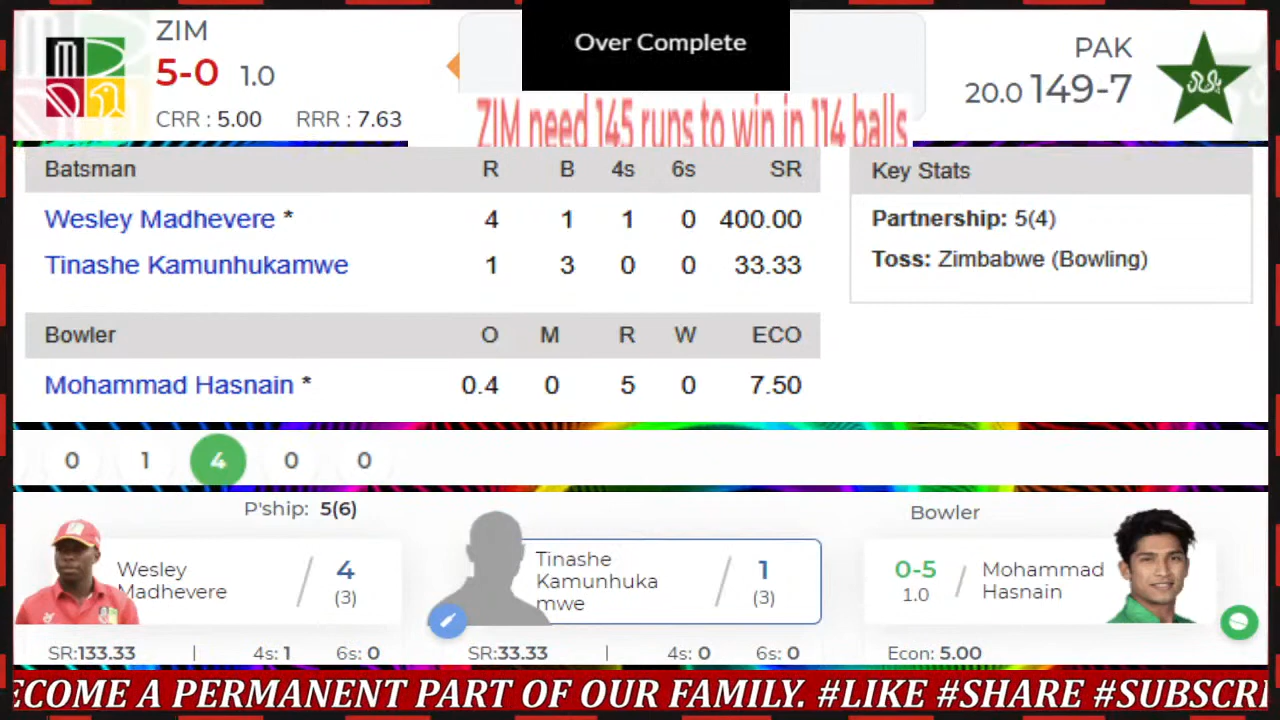 ZIM
5-0 1.0
CRR : 5.00 RRR : 7.63
Over Complete
PAK
20.0 149-7
ZIM need 145 runs to win in 114 balls
Batsman R B 4s 6s SR
Wesley Madhevere * 4 1 1 0 400.00
Tinashe Kamunhukamwe 1 3 0 0 33.33
Bowler O M R W ECO
Mohammad Hasnain * 0.4 0 5 0 7.50
Key Stats
Partnership: 5(4)
Toss: Zimbabwe (Bowling)
0 1 4 0 0
P'ship: 5(6)
Wesley
Madhevere
4
(3)
SR:133.33 | 4s: 1 6s: 0
Tinashe
Kamunhuka
mwe
1
(3)
SR:33.33 | 4s: 0 6s: 0
Bowler
0-5
1.0
Mohammad
Hasnain
Econ: 5.00
ECOME A PERMANENT PART OF OUR FAMILY. #LIKE #SHARE #SUBSCRI